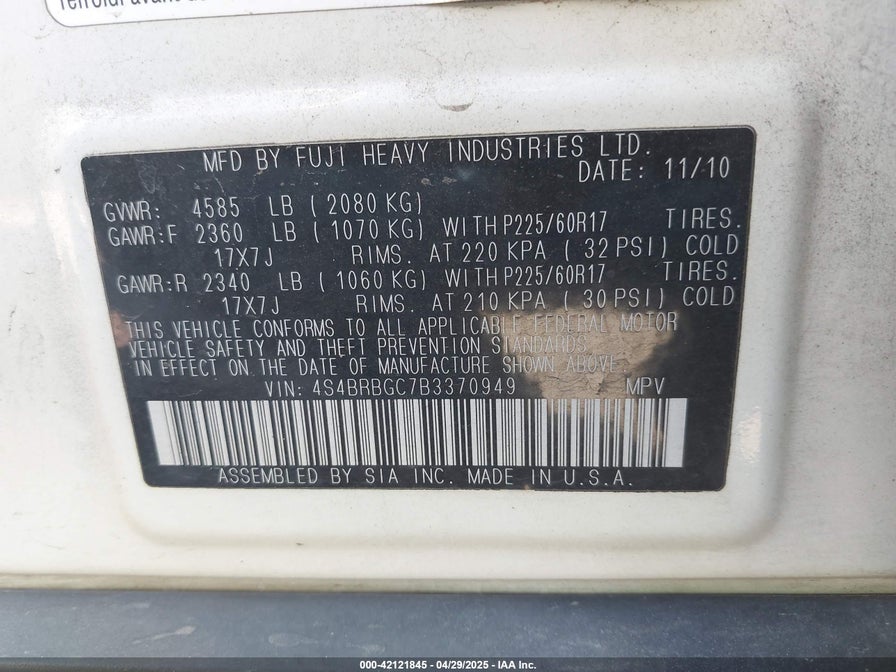 MFD BY FUJI HEAVY INDUSTRIES LTD.
DATE: 11/10
GVWR: 4585 LB ( 2080 KG)
GAWR:F 2360 LB ( 1070 KG) WITH P225/60R17 TIRES.
17X7J RIMS. AT 220 KPA ( 32 PSI) COLD
GAWR:R 2340 LB ( 1060 KG) WITH P225/60R17 TIRES.
17X7J RIMS. AT 210 KPA ( 30 PSI) COLD
THIS VEHICLE CONFORMS TO ALL APPLICABLE FEDERAL MOTOR
VEHICLE SAFETY AND THEFT PREVENTION STANDARDS
IN EFFECT ON THE DATE OF MANUFACTURE SHOWN ABOVE.
VIN: 4S4BRBGC7B3370949 MPV
ASSEMBLED BY SIA INC. MADE IN U.S.A.
000-42121845 - 04/29/2025 - IAA Inc.